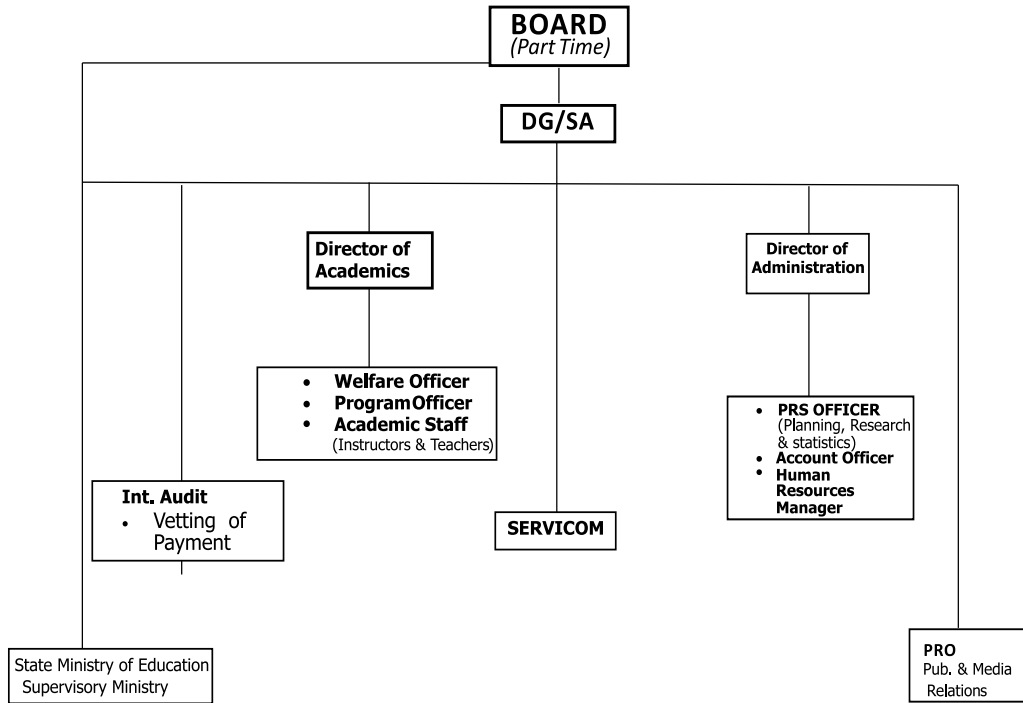 BOARD
(Part Time)
DG/SA
Director of
Academics
Director of
Administration
• Welfare Officer
• Program Officer
• Academic Staff
(Instructors & Teachers)
• PRS OFFICER
(Planning, Research
& statistics)
• Account Officer
• Human
Resources
Manager
Int. Audit
• Vetting of
Payment
SERVICOM
State Ministry of Education
Supervisory Ministry
PRO
Pub. & Media
Relations